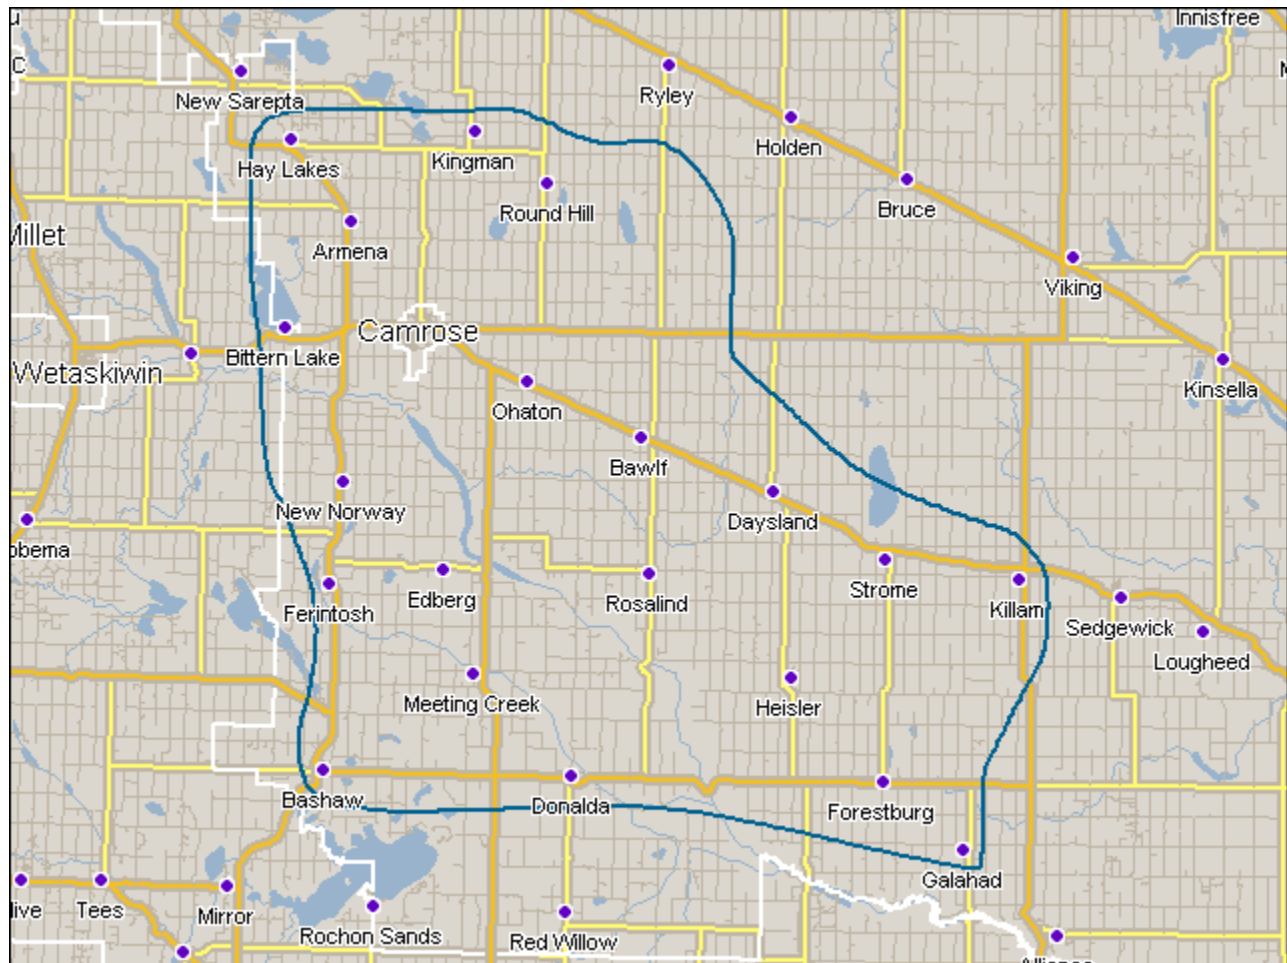 Innisfree
C
New Sarepta
Ryley
Holden
Hay Lakes
Kingman
Bruce
Round Hill
Millet
Armena
Viking
Camrose
Bittern Lake
Wetaskiwin
Kinsella
Ohaton
Bawlf
New Norway
Daysland
obema
Ferintosh
Edberg
Rosalind
Strome
Killam
Sedgewick
Lougheed
Meeting Creek
Heisler
Bashaw
Donalda
Forestburg
Galahad
live
Tees
Mirror
Rochon Sands
Red Willow